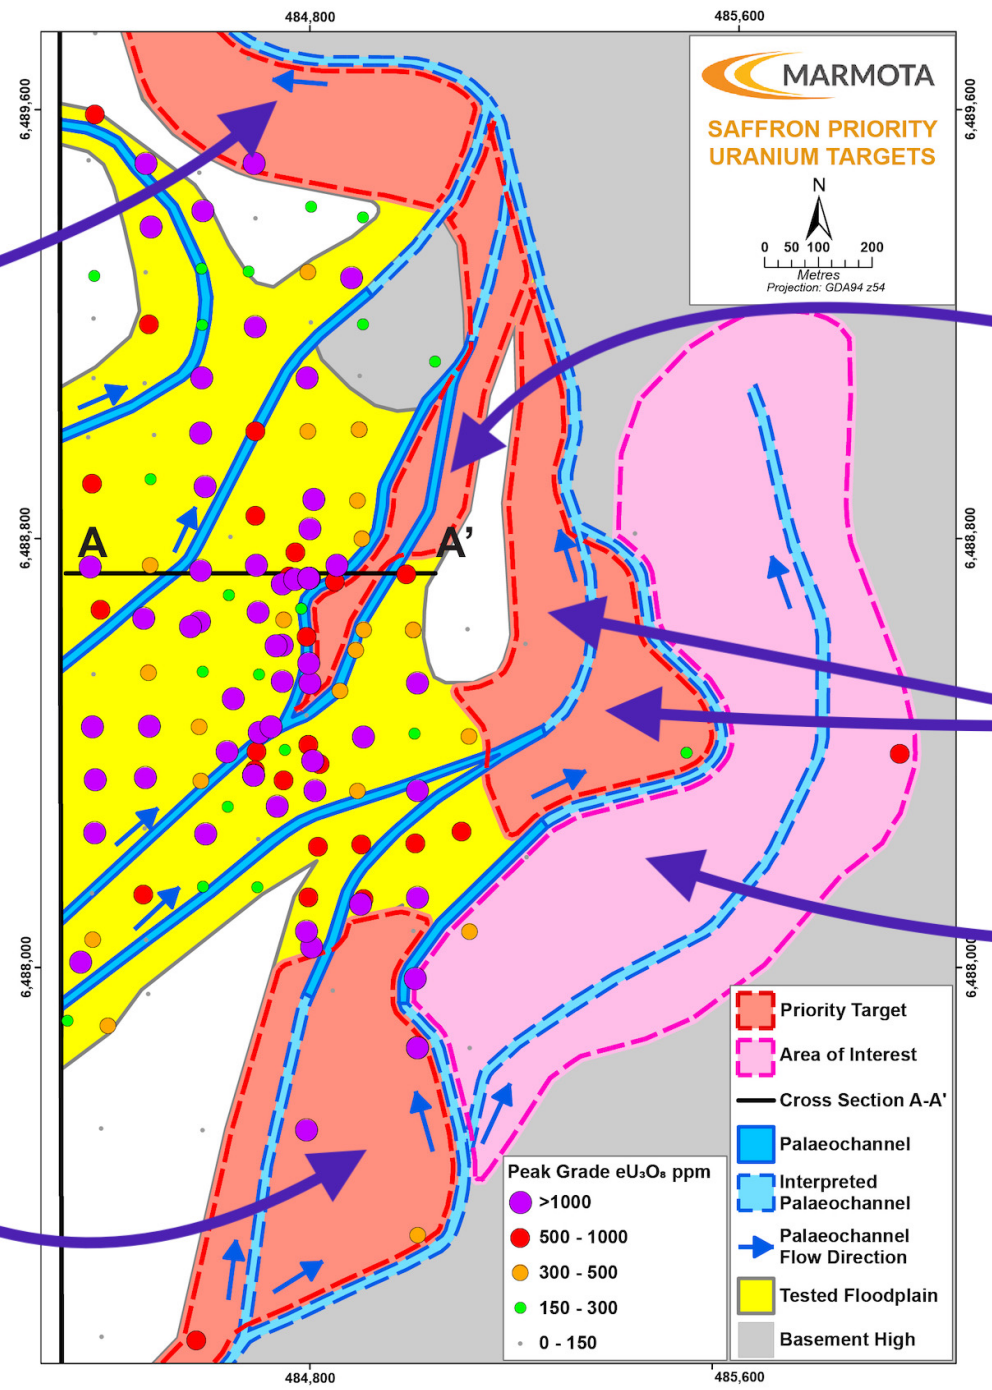 484,800
485,600
6,489,600
6,489,600
MARMOTA
SAFFRON PRIORITY
URANIUM TARGETS
N
0 50 100 200
Metres
Projection: GDA94 z54
6,488,800
6,488,800
A
A’
6,488,000
6,488,000
Priority Target
Area of Interest
Cross Section A-A'
Palaeochannel
Interpreted
Palaeochannel
Palaeochannel
Flow Direction
Tested Floodplain
Basement High
Peak Grade eU₃O₈ ppm
>1000
500 - 1000
300 - 500
150 - 300
0 - 150
484,800
485,600